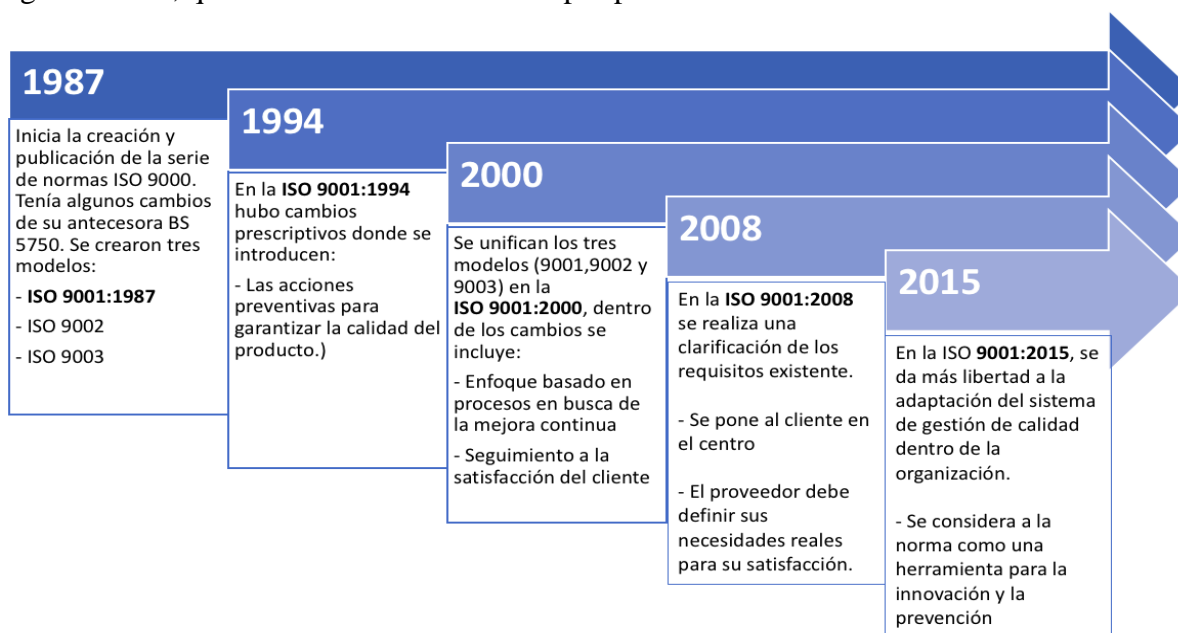 1987
Inicia la creación y
publicación de la serie
de normas ISO 9000.
Tenía algunos cambios
de su antecesora BS
5750. Se crearon tres
modelos:
- ISO 9001:1987
- ISO 9002
- ISO 9003
1994
En la ISO 9001:1994
hubo cambios
prescriptivos donde se
introducen:
- Las acciones
preventivas para
garantizar la calidad del
producto.)
2000
Se unifican los tres
modelos (9001,9002 y
9003) en la
ISO 9001:2000, dentro
de los cambios se
incluye:
- Enfoque basado en
procesos en busca de
la mejora continua
- Seguimiento a la
satisfacción del cliente
2008
En la ISO 9001:2008
se realiza una
clarificación de los
requisitos existente.
- Se pone al cliente en
el centro
- El proveedor debe
definir sus
necesidades reales
para su satisfacción.
2015
En la ISO 9001:2015, se
da más libertad a la
adaptación del sistema
de gestión de calidad
dentro de la
organización.
- Se considera a la
norma como una
herramienta para la
innovación y la
prevención